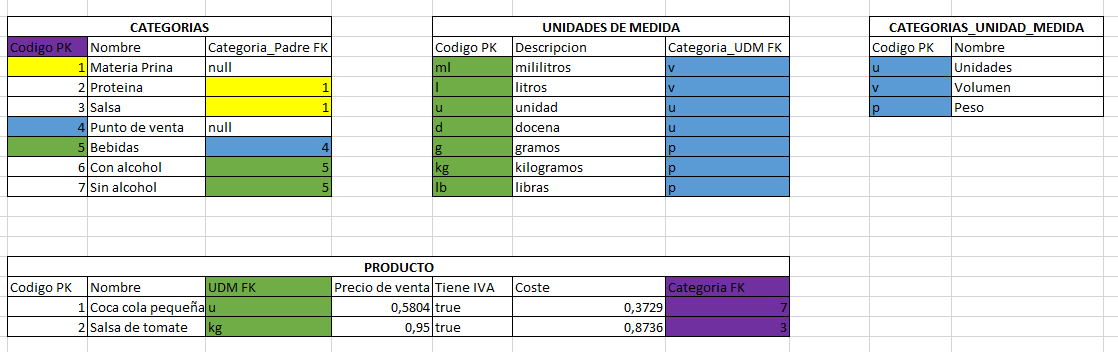 CATEGORIAS
Codigo PK Nombre Categoria_Padre FK
1 Materia Prina null
2 Proteina 1
3 Salsa 1
4 Punto de venta null
5 Bebidas 4
6 Con alcohol 5
7 Sin alcohol 5
UNIDADES DE MEDIDA
Codigo PK Descripcion Categoria_UDM FK
ml mililitros v
l litros v
u unidad u
d docena u
g gramos p
kg kilogramos p
lb libras p
CATEGORIAS_UNIDAD_MEDIDA
Codigo PK Nombre
u Unidades
v Volumen
p Peso
PRODUCTO
Codigo PK Nombre UDM FK Precio de venta Tiene IVA Coste Categoria FK
1 Coca cola pequeña u 0,5804 true 0,3729 7
2 Salsa de tomate kg 0,95 true 0,8736 3